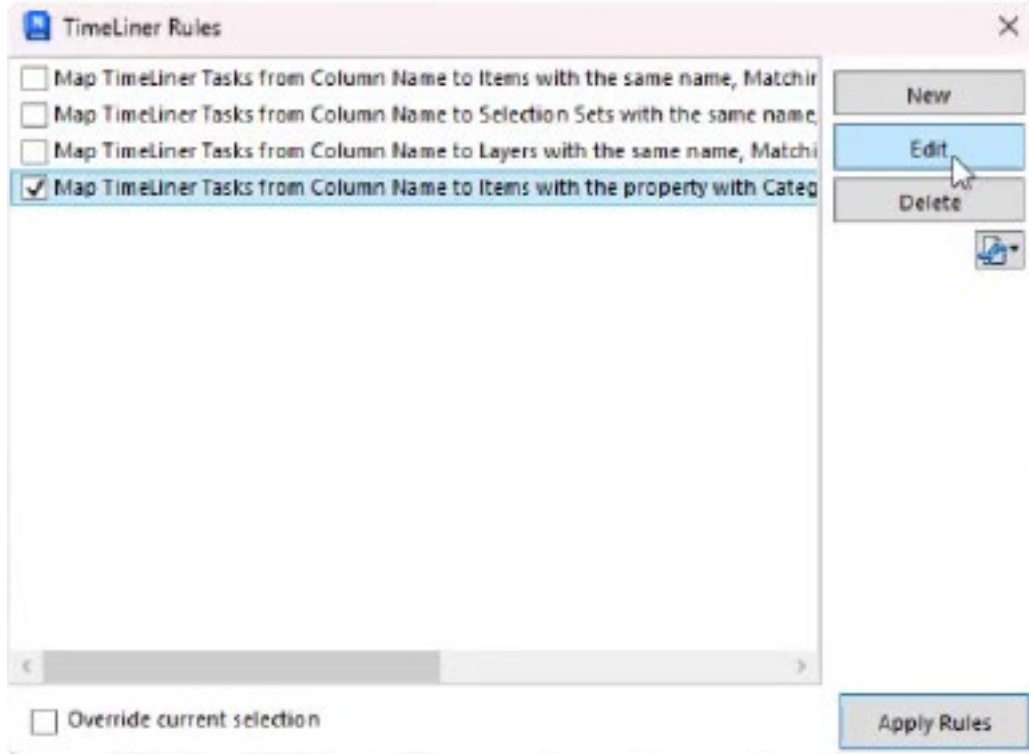 TimeLiner Rules
Map TimeLiner Tasks from Column Name to Items with the same name, Matchir
Map TimeLiner Tasks from Column Name to Selection Sets with the same name,
Map TimeLiner Tasks from Column Name to Layers with the same name, Matchi
Map TimeLiner Tasks from Column Name to Items with the property with Categ
New
Edit
Delete
Override current selection
Apply Rules